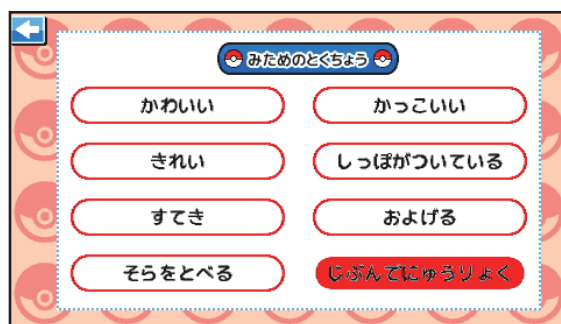 みためのとくちょう
かわいい
かっこいい
きれい
しっぽがついている
すてき
およげる
そらをとべる
じぶんでにゅうりょく